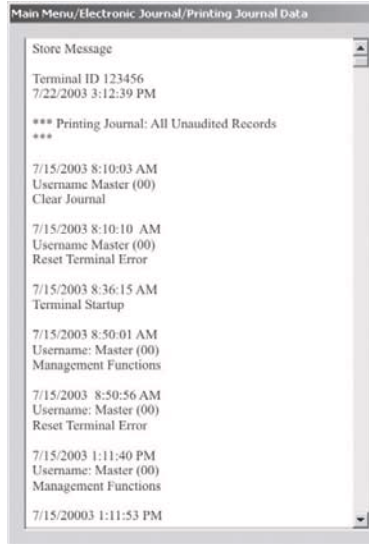 Main Menu/Electronic Journal/Printing Journal Data
Store Message
Terminal ID 123456
7/22/2003 3:12:39 PM
*** Printing Journal: All Unaudited Records
***
7/15/2003 8:10:03 AM
Username Master (00)
Clear Journal
7/15/2003 8:10:10 AM
Username Master (00)
Reset Terminal Error
7/15/2003 8:36:15 AM
Terminal Startup
7/15/2003 8:50:01 AM
Username: Master (00)
Management Functions
7/15/2003 8:50:56 AM
Username: Master (00)
Reset Terminal Error
7/15/2003 1:11:40 PM
Username: Master (00)
Management Functions
7/15/20003 1:11:53 PM